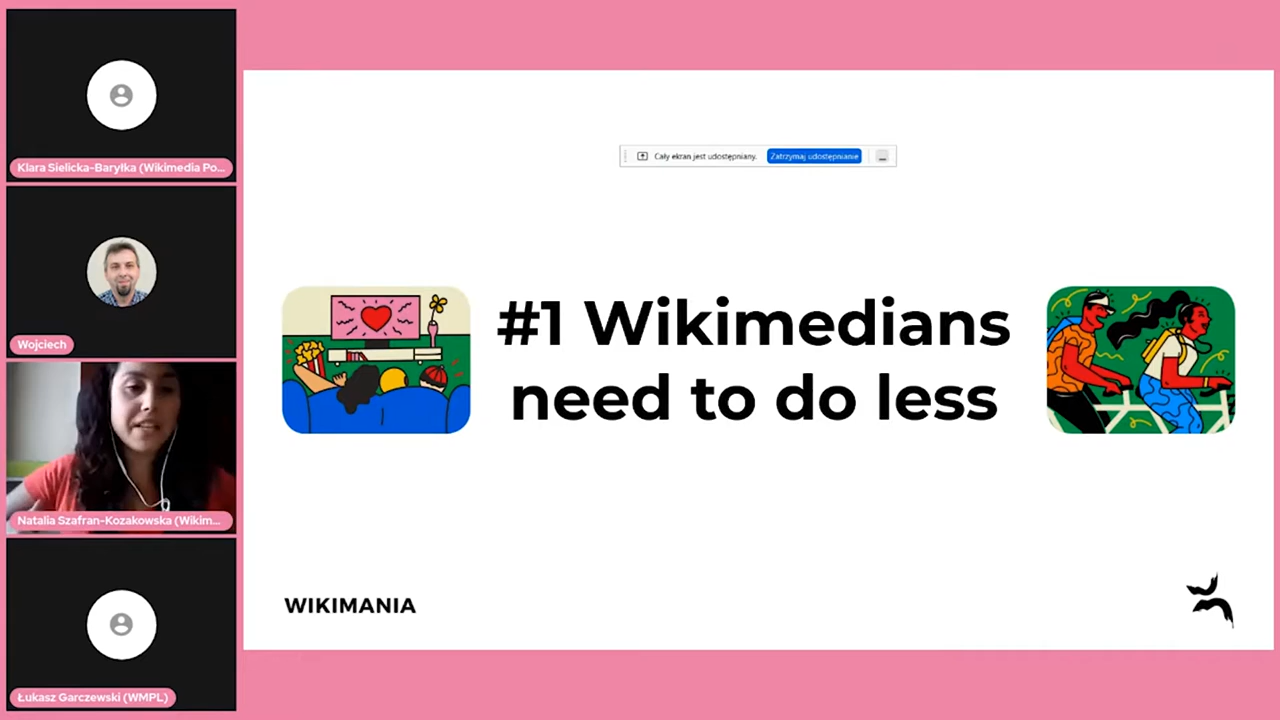 Klara Sielicka-Baryłka (Wikimedia Po...
Wojciech
Natalia Szafran-Kozakowska (Wikim...
Łukasz Garczewski (WMPL)
Cały ekran jest udostępniany.
Zatrzymaj udostępnianie
#1 Wikimedians
need to do less
WIKIMANIA